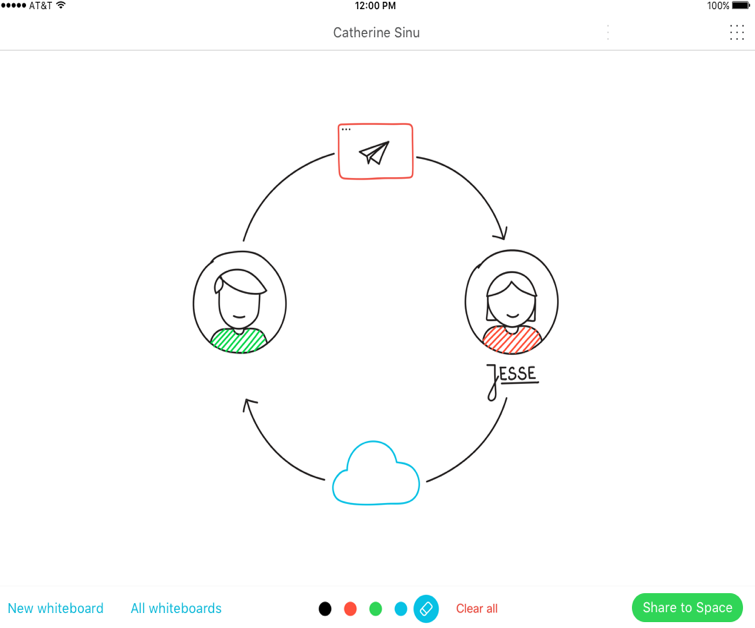 AT&T 12:00 PM 100%
Catherine Sinu
JESSE
New whiteboard All whiteboards Clear all Share to Space